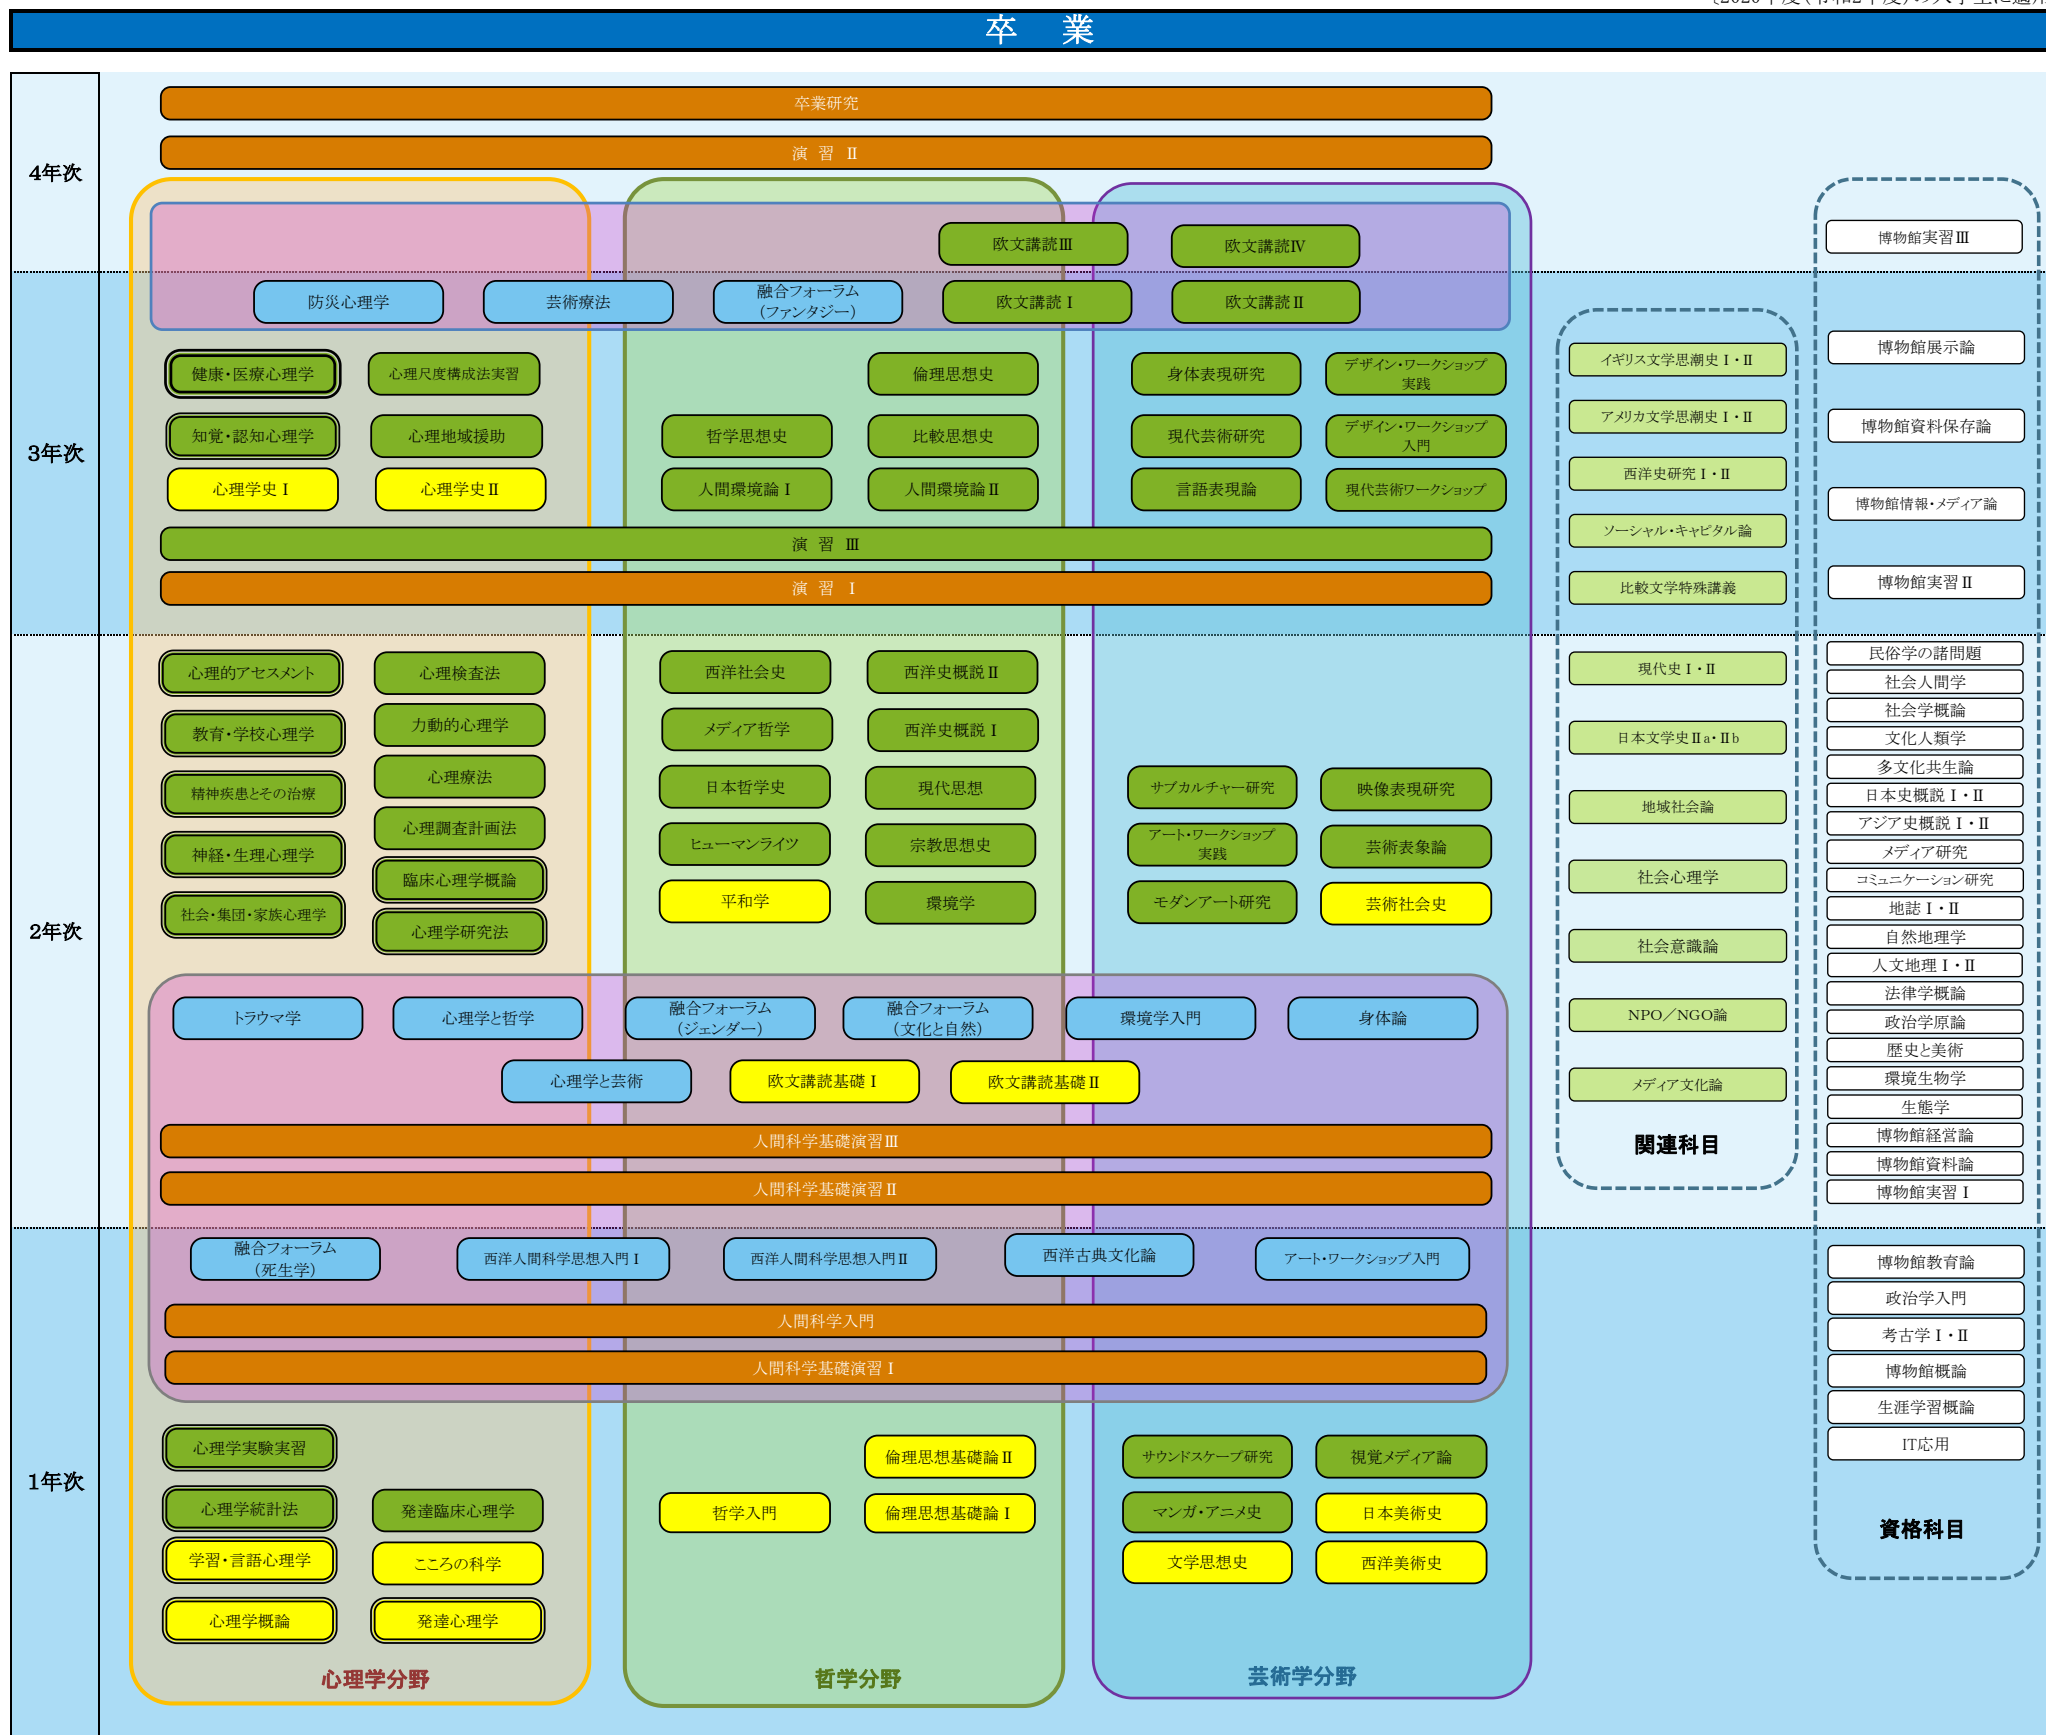 卒　業
4年次
卒業研究
演 習 Ⅱ
欧文講読Ⅲ
欧文講読Ⅳ
博物館実習Ⅲ
3年次
防災心理学
芸術療法
融合フォーラム
（ファンタジー）
欧文講読Ⅰ
欧文講読Ⅱ
健康・医療心理学
心理尺度構成法実習
倫理思想史
身体表現研究
デザイン・ワークショップ
実践
知覚・認知心理学
心理地域援助
哲学思想史
比較思想史
現代芸術研究
デザイン・ワークショップ
入門
心理学史Ⅰ
心理学史Ⅱ
人間環境論Ⅰ
人間環境論Ⅱ
言語表現論
現代芸術ワークショップ
演 習 Ⅲ
演 習 Ⅰ
イギリス文学思潮史Ⅰ・Ⅱ
アメリカ文学思潮史Ⅰ・Ⅱ
西洋史研究Ⅰ・Ⅱ
ソーシャル・キャピタル論
比較文学特殊講義
博物館展示論
博物館資料保存論
博物館情報・メディア論
博物館実習Ⅱ
2年次
心理的アセスメント
心理検査法
西洋社会史
西洋史概説Ⅱ
教育・学校心理学
力動的心理学
メディア哲学
西洋史概説Ⅰ
精神疾患とその治療
心理療法
日本哲学史
現代思想
サブカルチャー研究
映像表現研究
神経・生理心理学
心理調査計画法
ヒューマンライツ
宗教思想史
アート・ワークショップ
実践
芸術表象論
社会・集団・家族心理学
臨床心理学概論
平和学
環境学
モダンアート研究
芸術社会史
心理学研究法
トラウマ学
心理学と哲学
融合フォーラム
（ジェンダー）
融合フォーラム
（文化と自然）
環境学入門
身体論
心理学と芸術
欧文講読基礎Ⅰ
欧文講読基礎Ⅱ
人間科学基礎演習Ⅲ
人間科学基礎演習Ⅱ
現代史Ⅰ・Ⅱ
日本文学史Ⅱa・Ⅱb
地域社会論
社会心理学
社会意識論
NPO／NGO論
メディア文化論
関連科目
民俗学の諸問題
社会人間学
社会学概論
文化人類学
多文化共生論
日本史概説Ⅰ・Ⅱ
アジア史概説Ⅰ・Ⅱ
メディア研究
コミュニケーション研究
地誌Ⅰ・Ⅱ
自然地理学
人文地理Ⅰ・Ⅱ
法律学概論
政治学原論
歴史と美術
環境生物学
生態学
博物館経営論
博物館資料論
博物館実習Ⅰ
1年次
融合フォーラム
（死生学）
西洋人間科学思想入門Ⅰ
西洋人間科学思想入門Ⅱ
西洋古典文化論
アート・ワークショップ入門
人間科学入門
人間科学基礎演習Ⅰ
心理学実験実習
倫理思想基礎論Ⅱ
サウンドスケープ研究
視覚メディア論
心理学統計法
発達臨床心理学
哲学入門
倫理思想基礎論Ⅰ
マンガ・アニメ史
日本美術史
学習・言語心理学
こころの科学
文学思想史
西洋美術史
心理学概論
発達心理学
博物館教育論
政治学入門
考古学Ⅰ・Ⅱ
博物館概論
生涯学習概論
IT応用
資格科目
心理学分野
哲学分野
芸術学分野